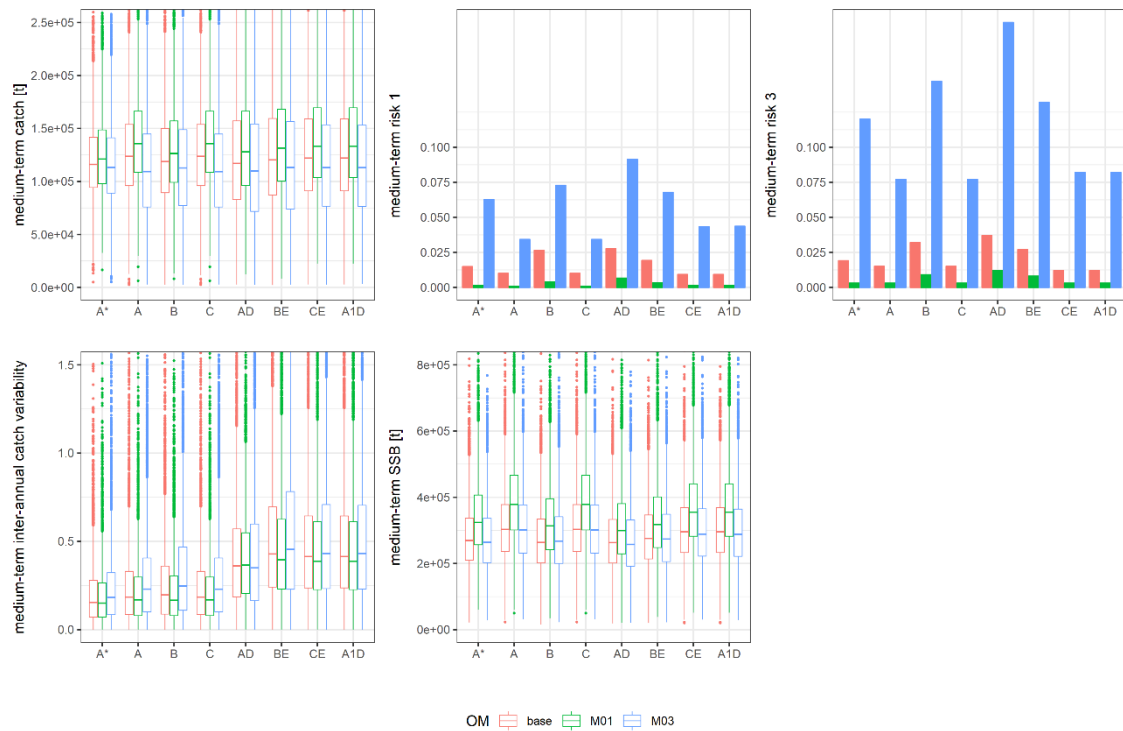 medium-term catch [t]
2.5e+05
2.0e+05
1.5e+05
1.0e+05
5.0e+04
0.0e+00
A* A B C AD BE CE A1D
medium-term risk 1
0.100
0.075
0.050
0.025
0.000
A* A B C AD BE CE A1D
medium-term risk 3
0.100
0.075
0.050
0.025
0.000
A* A B C AD BE CE A1D
medium-term inter-annual catch variability
1.5
1.0
0.5
0.0
A* A B C AD BE CE A1D
medium-term SSB [t]
8e+05
6e+05
4e+05
2e+05
0e+00
A* A B C AD BE CE A1D
OM base M01 M03